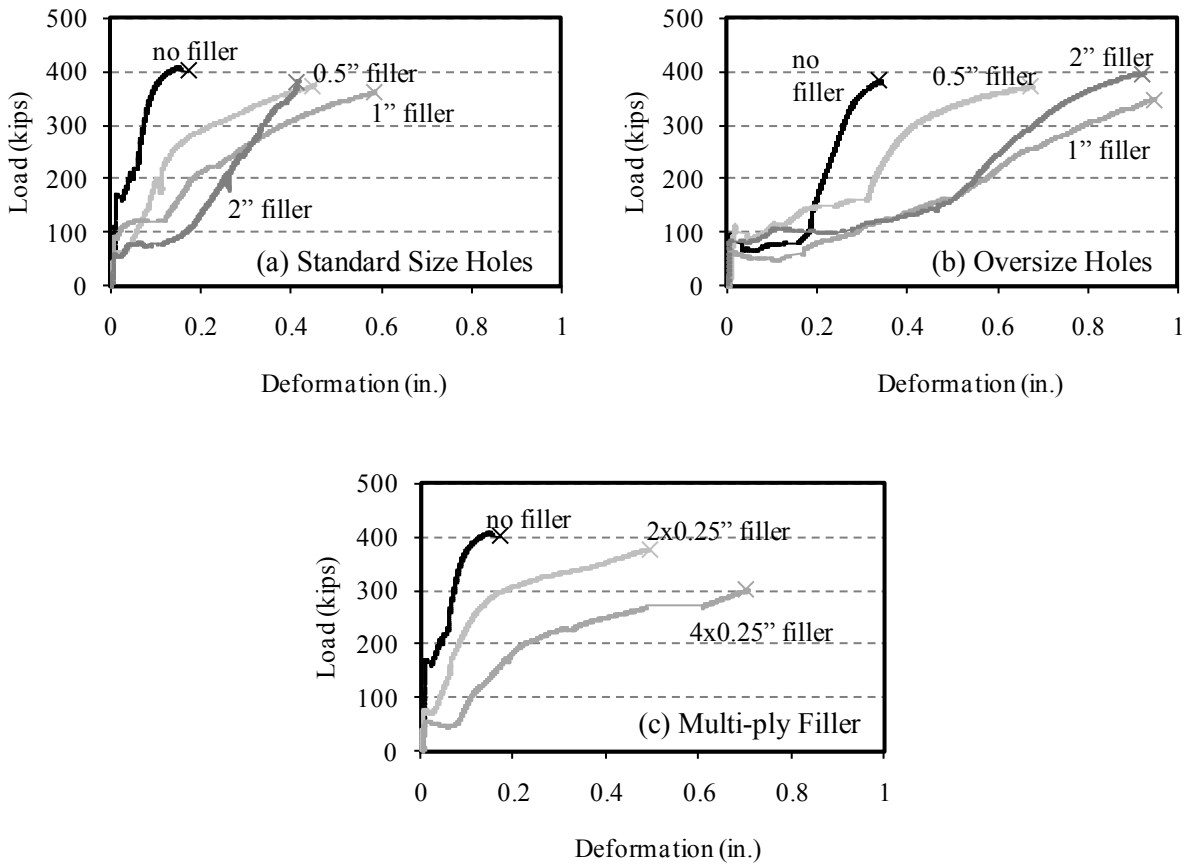 500
400
300
200
100
0
Load (kips)
no filler
0.5” filler
1” filler
2” filler
(a) Standard Size Holes
0 0.2 0.4 0.6 0.8 1
Deformation (in.)
500
400
300
200
100
0
Load (kips)
no
filler
0.5” filler
2” filler
1” filler
(b) Oversize Holes
0 0.2 0.4 0.6 0.8 1
Deformation (in.)
500
400
300
200
100
0
Load (kips)
no filler
2x0.25” filler
4x0.25” filler
(c) Multi-ply Filler
0 0.2 0.4 0.6 0.8 1
Deformation (in.)